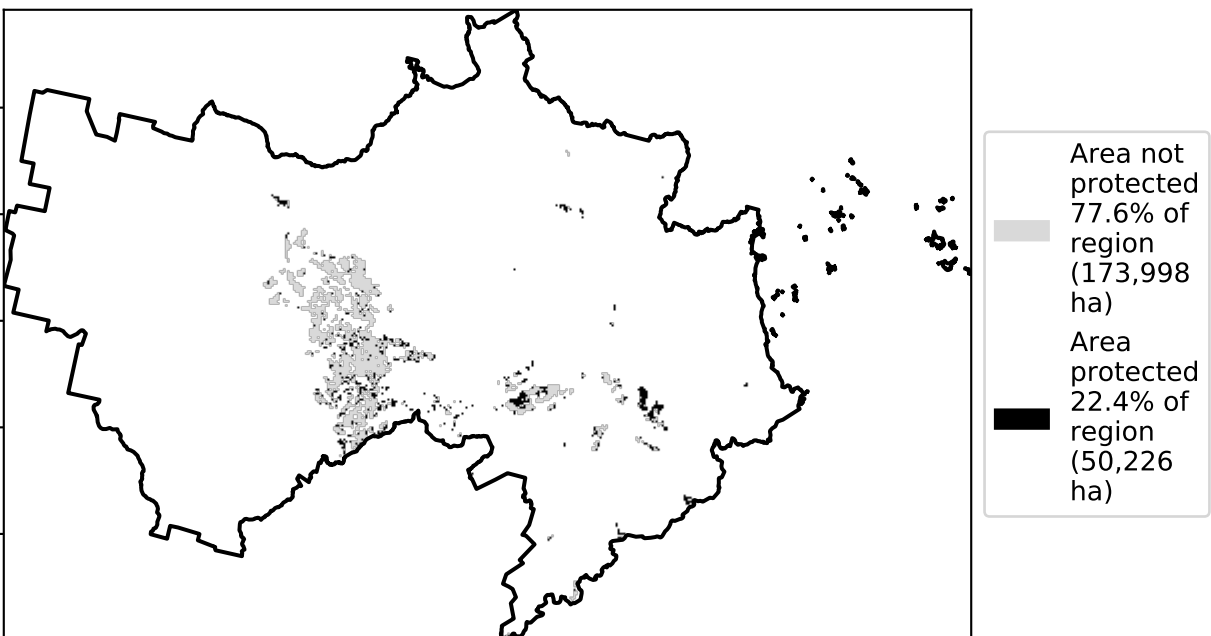 Area not
protected
77.6% of
region
(173,998
ha)
Area
protected
22.4% of
region
(50,226
ha)